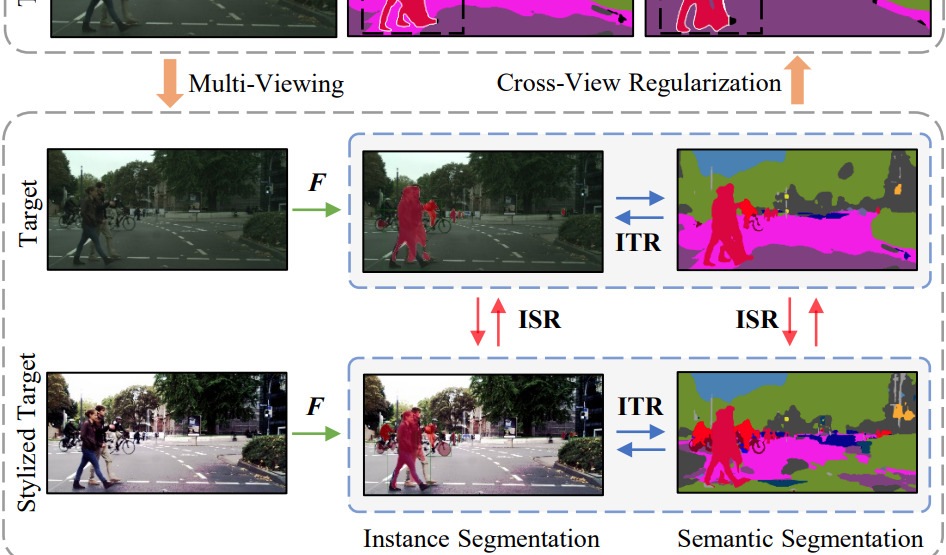 Multi-Viewing
Cross-View Regularization
Target
F
ITR
ISR
ISR
Stylized Target
F
ITR
Instance Segmentation
Semantic Segmentation